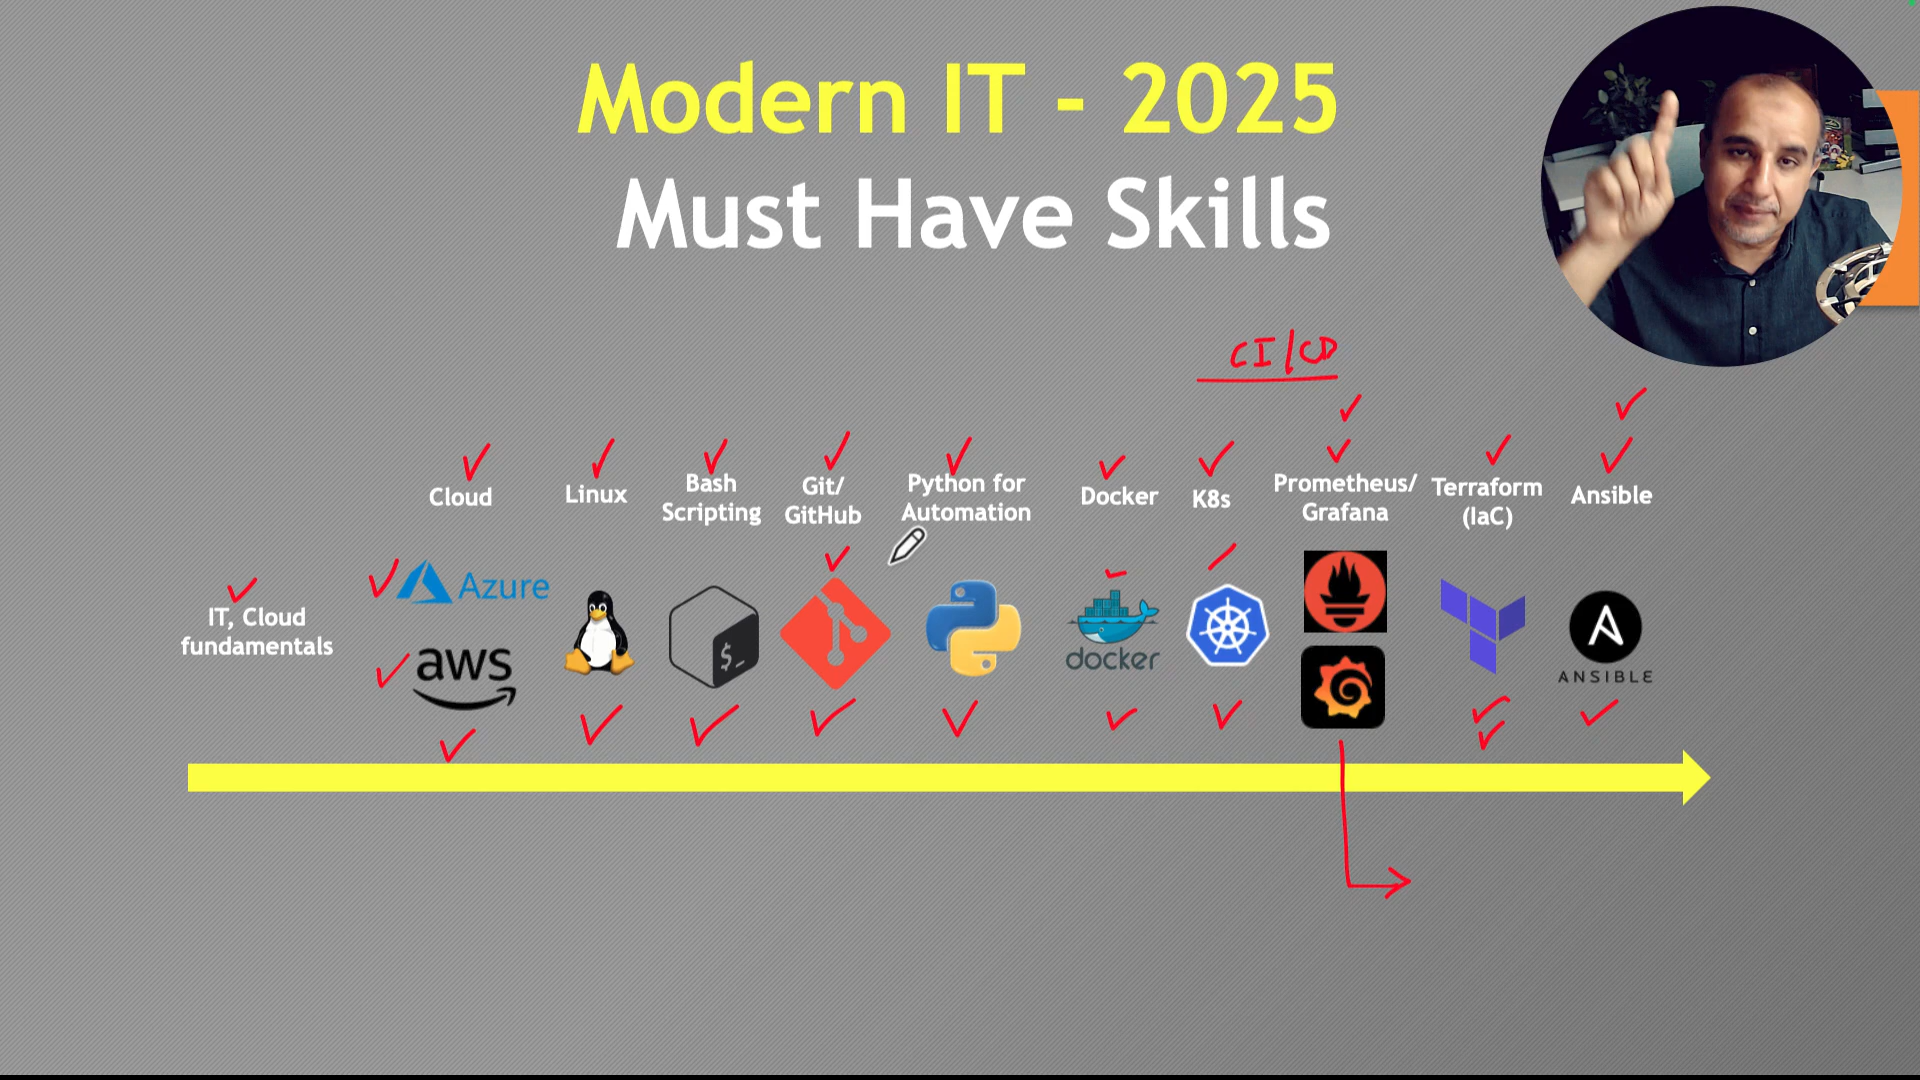 Modern IT - 2025
Must Have Skills
CI/CD
Cloud
Linux
Bash
Scripting
Git/
GitHub
Python for
Automation
Docker
K8s
Prometheus/
Grafana
Terraform
(IaC)
Ansible
IT, Cloud
fundamentals
Azure
aws
$_
docker
ANSIBLE